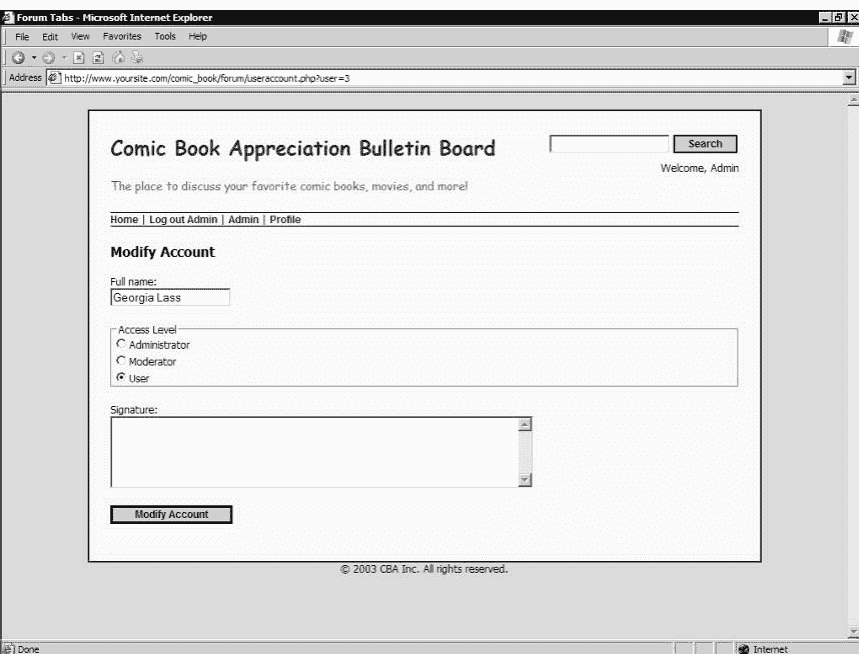 Forum Tabs - Microsoft Internet Explorer
File Edit View Favorites Tools Help
Address http://www.yoursite.com/comic_book/forum/useraccount.php?user=3
Comic Book Appreciation Bulletin Board
Search
Welcome, Admin
The place to discuss your favorite comic books, movies, and more!
Home | Log out Admin | Admin | Profile
Modify Account
Full name:
Georgia Lass
Access Level
Administrator
Moderator
User
Signature:
Modify Account
© 2003 CBA Inc. All rights reserved.
Done Internet